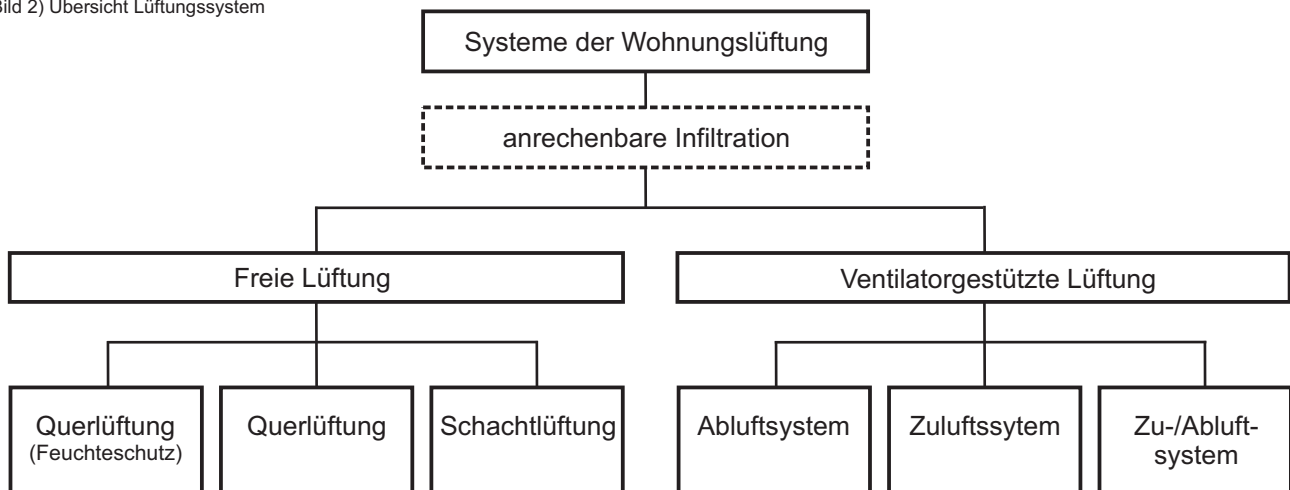 Bild 2) Übersicht Lüftungssystem
Systeme der Wohnungslüftung
anrechenbare Infiltration
Freie Lüftung
Ventilatorgestützte Lüftung
Querlüftung
(Feuchteschutz)
Querlüftung
Schachtlüftung
Abluftsystem
Zuluftssytem
Zu-/Abluft-
system